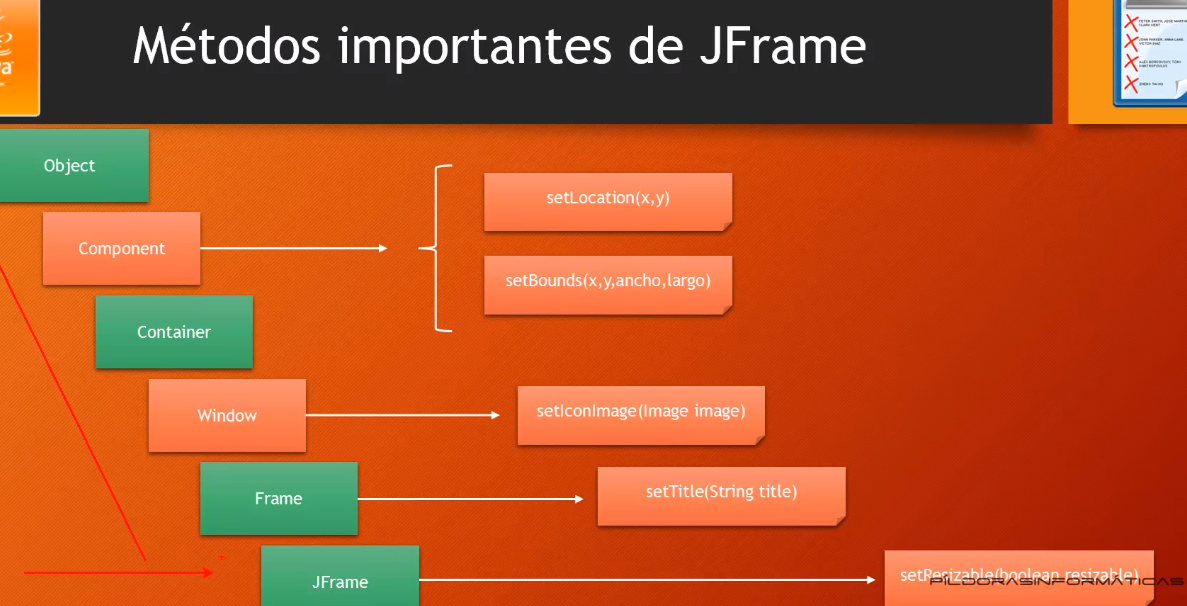 Métodos importantes de JFrame
Object
setLocation(x,y)
Component
setBounds(x,y,ancho,largo)
Container
setIconImage(Image image)
Window
setTitle(String title)
Frame
setResizable(boolean resizable)
JFrame
PILDORASINFORMATICAS